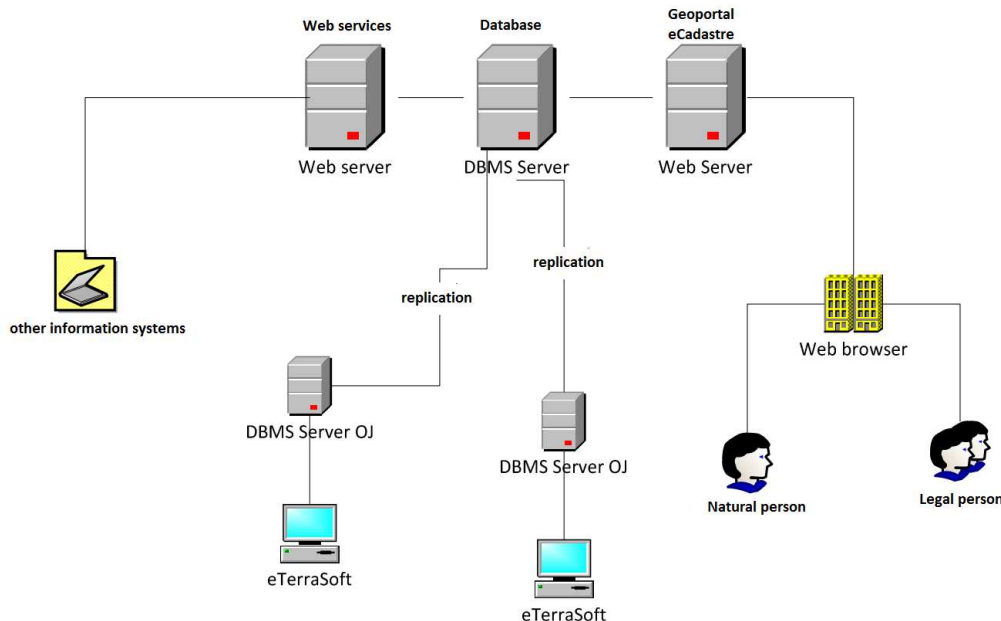 Web services
Database
Geoportal
eCadastre
Web server
DBMS Server
Web Server
replication
replication
other information systems
Web browser
DBMS Server OJ
DBMS Server OJ
Natural person
Legal person
eTerraSoft
eTerraSoft